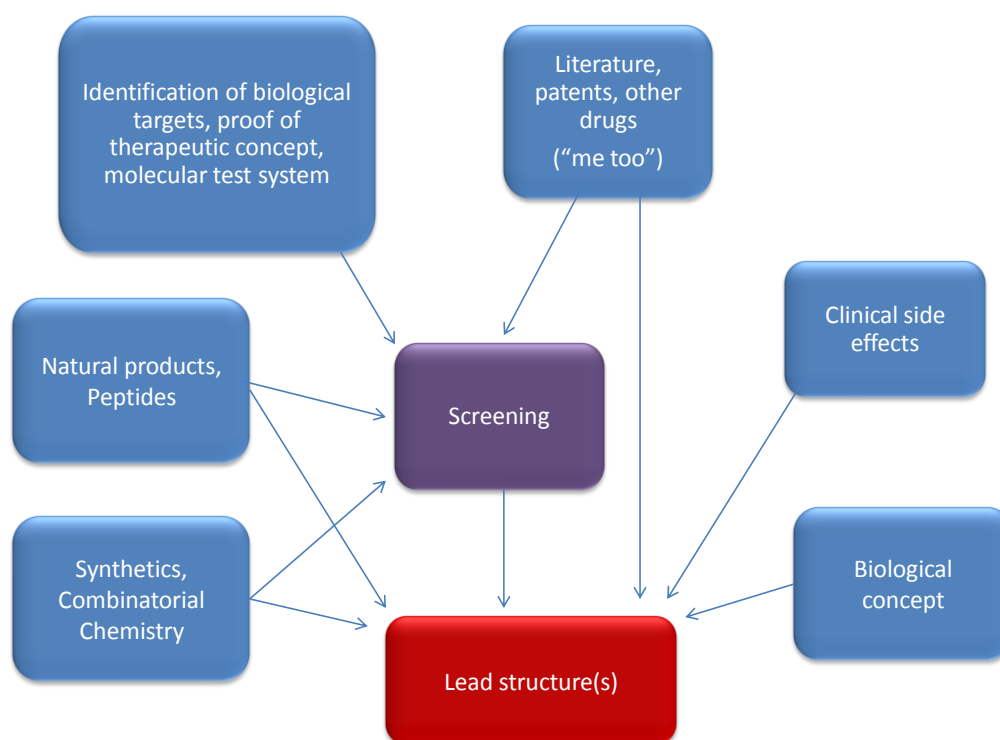 Identification of biological
targets, proof of
therapeutic concept,
molecular test system
Literature,
patents, other
drugs
(“me too”)
Clinical side
effects
Natural products,
Peptides
Screening
Synthetics,
Combinatorial
Chemistry
Biological
concept
Lead structure(s)